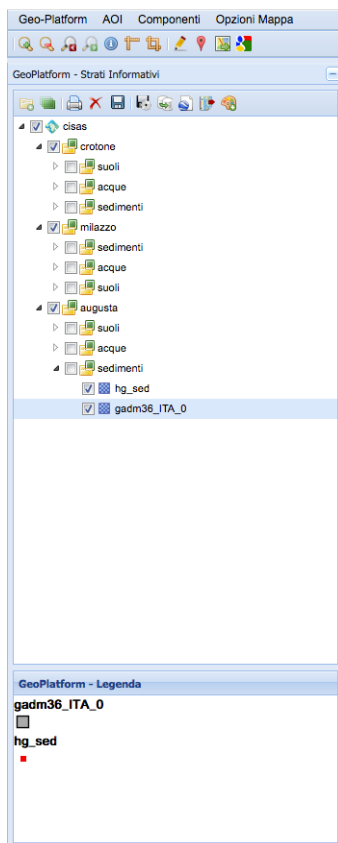 Geo-Platform AOI Componenti Opzioni Mappa
GeoPlatform - Strati Informativi
cisas
crotone
suoli
acque
sedimenti
milazzo
sedimenti
acque
suoli
augusta
suoli
acque
sedimenti
hg_sed
gadm36_ITA_0
GeoPlatform - Legenda
gadm36_ITA_0
hg_sed